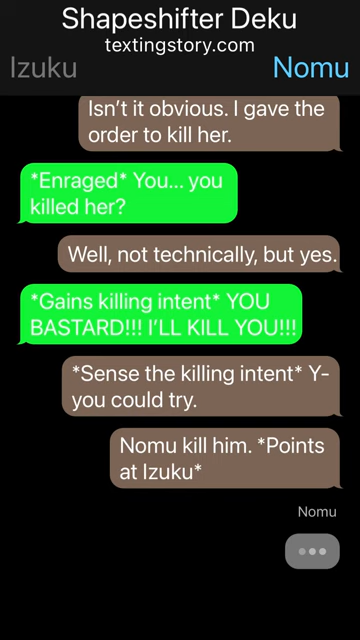 Shapeshifter Deku
textingstory.com
Izuku
Nomu
Isn’t it obvious. I gave the
order to kill her.
*Enraged* You... you
killed her?
Well, not technically, but yes.
*Gains killing intent* YOU
BASTARD!!! I’LL KILL YOU!!!
*Sense the killing intent* Y-
you could try.
Nomu kill him. *Points
at Izuku*
Nomu